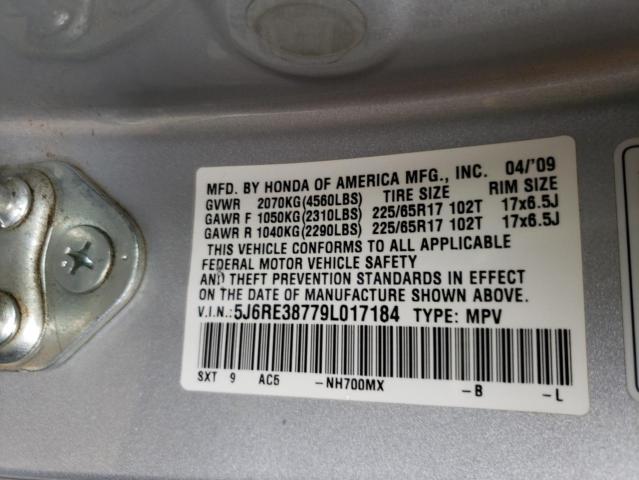 MFD. BY HONDA OF AMERICA MFG., INC. 04/'09
GVWR 2070KG(4560LBS) TIRE SIZE RIM SIZE
GAWR F 1050KG(2310LBS) 225/65R17 102T 17x6.5J
GAWR R 1040KG(2290LBS) 225/65R17 102T 17x6.5J
THIS VEHICLE CONFORMS TO ALL APPLICABLE
FEDERAL MOTOR VEHICLE SAFETY
AND THEFT PREVENTION STANDARDS IN EFFECT
ON THE DATE OF MANUFACTURE SHOWN ABOVE.
V.I.N.:5J6RE38779L017184 TYPE: MPV
SXT 9 AC5 -NH700MX -B -L